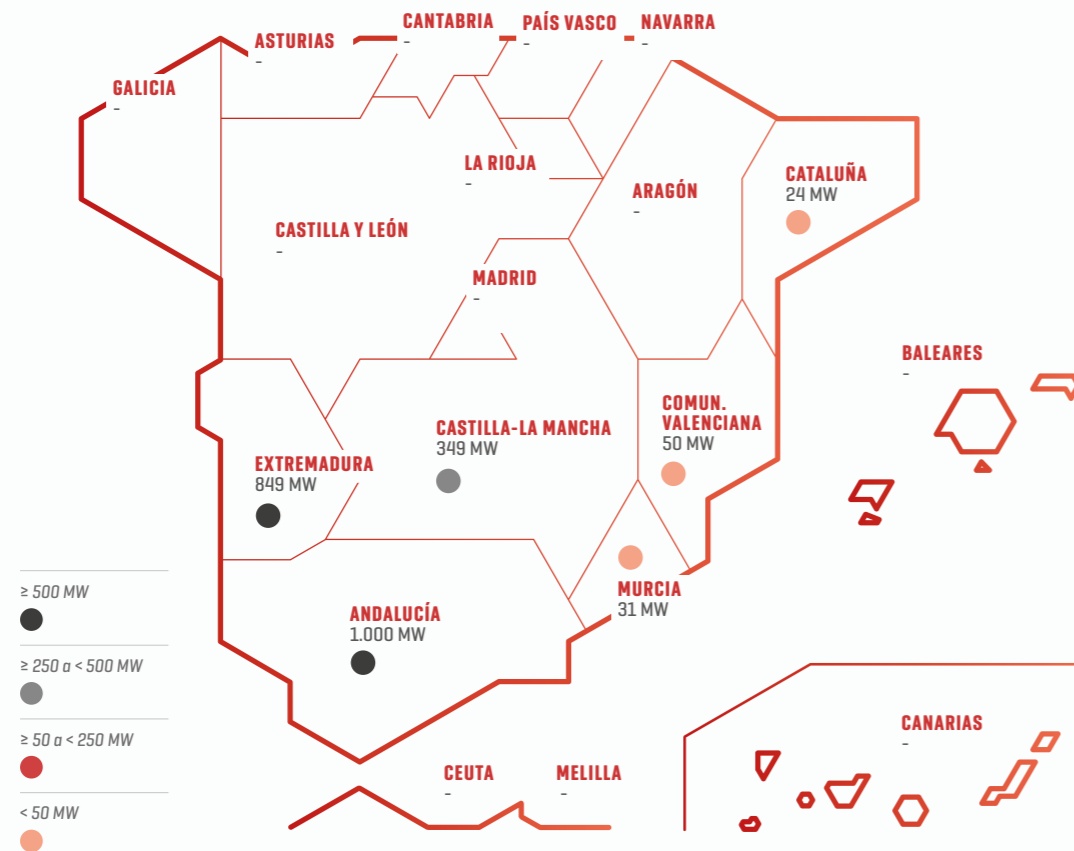 CANTABRIA
-
PAÍS VASCO
-
NAVARRA
-
ASTURIAS
-
GALICIA
-
LA RIOJA
-
ARAGÓN
-
CATALUÑA
24 MW
CASTILLA Y LEÓN
-
MADRID
-
BALEARES
-
COMUN.
VALENCIANA
50 MW
CASTILLA-LA MANCHA
349 MW
EXTREMADURA
849 MW
MURCIA
31 MW
ANDALUCÍA
1.000 MW
≥ 500 MW
≥ 250 a < 500 MW
≥ 50 a < 250 MW
< 50 MW
CANARIAS
-
CEUTA
-
MELILLA
-